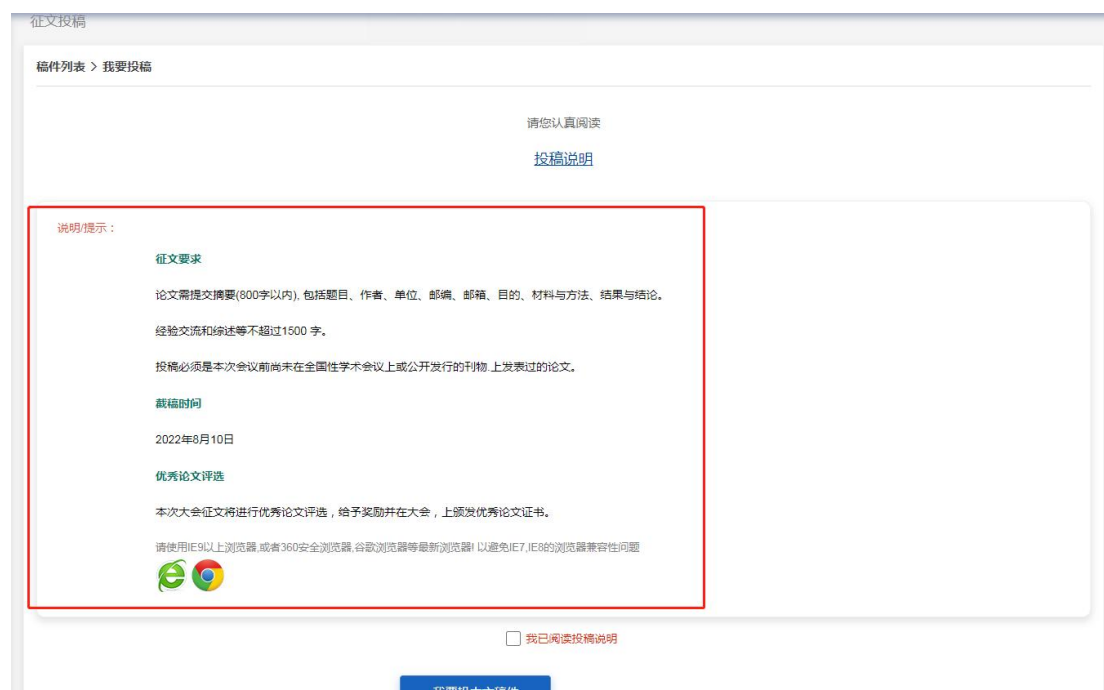 征文投稿
稿件列表 > 我要投稿
请您认真阅读
投稿说明
说明/提示：
征文要求
论文需提交摘要(800字以内), 包括题目、作者、单位、邮编、邮箱、目的、材料与方法、结果与结论。
经验交流和综述等不超过1500 字。
投稿必须是本次会议前尚未在全国性学术会议上或公开发行的刊物.上发表过的论文。
截稿时间
2022年8月10日
优秀论文评选
本次大会征文将进行优秀论文评选，给予奖励并在大会，上颁发优秀论文证书。
请使用IE9以上浏览器,或者360安全浏览器,谷歌浏览器等最新浏览器! 以避免IE7,IE8的浏览器兼容性问题
我已阅读投稿说明